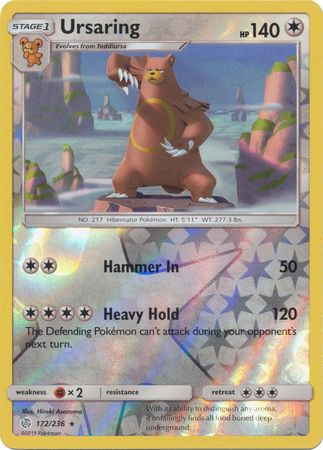 STAGE 1 Ursaring HP 140
Evolves from Teddiursa
NO. 217 Hibernator Pokémon HT: 5'11" WT: 277.3 lbs.
Hammer In 50
Heavy Hold 120
The Defending Pokémon can't attack during your opponent's
next turn.
weakness × 2 resistance retreat
Illus. Hiroki Asanuma
172/236 ★
©2019 Pokémon
With its ability to distinguish any aroma,
it unfailingly finds all food buried deep
underground.